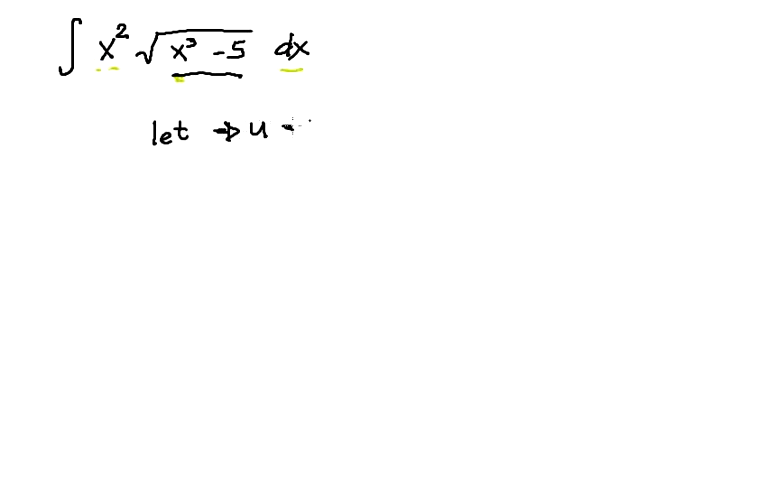 ∫ x² √(x³ - 5) dx
let ⇒ u